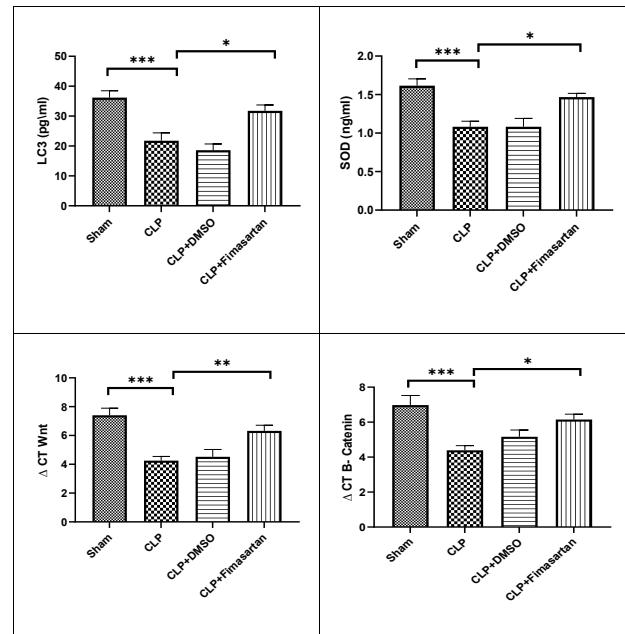 ***
*
LC3 (pg\ml)
50
40
30
20
10
0
Sham
CLP
CLP+DMSO
CLP+Fimasartan
***
*
SOD (ng\ml)
2.0
1.5
1.0
0.5
0.0
Sham
CLP
CLP+DMSO
CLP+Fimasartan
***
**
Δ CT Wnt
10
8
6
4
2
0
Sham
CLP
CLP+DMSO
CLP+Fimasartan
***
*
Δ CT B- Catenin
8
6
4
2
0
Sham
CLP
CLP+DMSO
CLP+Fimasartan